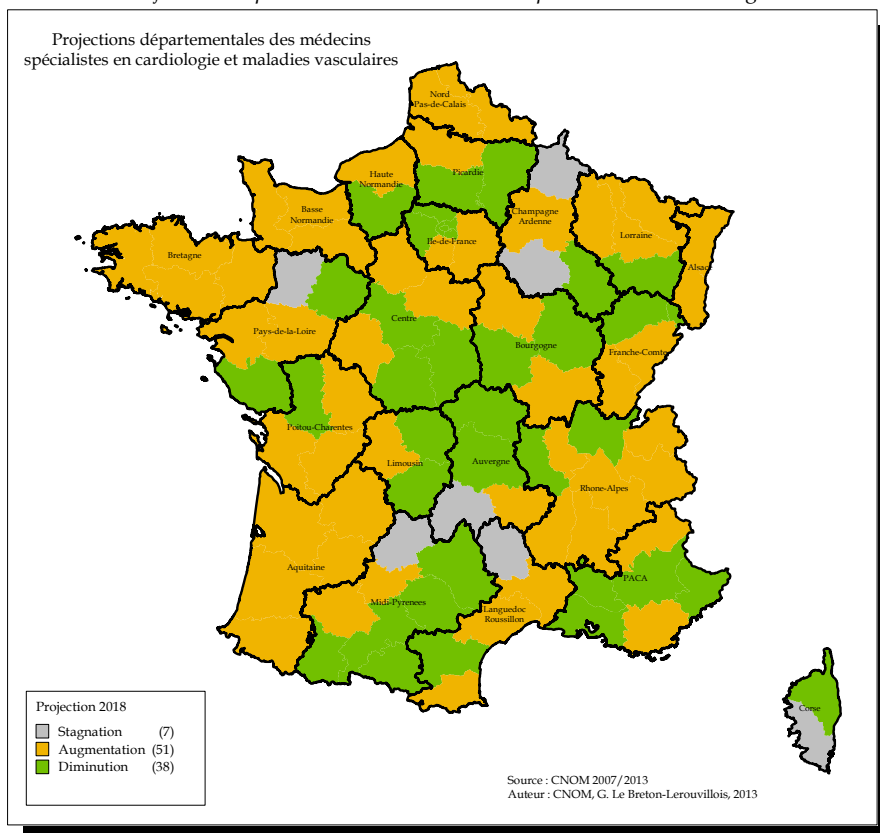 Projections départementales des médecins
spécialistes en cardiologie et maladies vasculaires
Nord
Pas-de-Calais
Haute
Normandie
Picardie
Basse
Normandie
Champagne
Ardenne
Ile-de-France
Lorraine
Alsace
Bretagne
Centre
Pays-de-la-Loire
Bourgogne
Franche-Comte
Poitou-Charentes
Limousin
Auvergne
Rhone-Alpes
Aquitaine
PACA
Midi-Pyrenees
Languedoc
Roussillon
Corse
Projection 2018
Stagnation (7)
Augmentation (51)
Diminution (38)
Source : CNOM 2007/2013
Auteur : CNOM, G. Le Breton-Lerouvillois, 2013